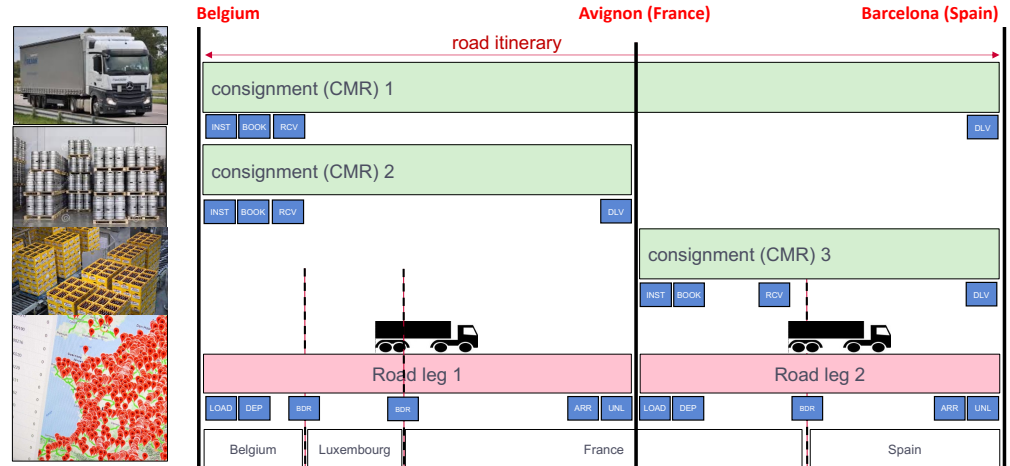 Belgium
Avignon (France)
Barcelona (Spain)
road itinerary
consignment (CMR) 1
INST BOOK RCV
DLV
consignment (CMR) 2
INST BOOK RCV
DLV
consignment (CMR) 3
INST BOOK
RCV
DLV
Road leg 1
Road leg 2
LOAD DEP
BDR
BDR
ARR UNL
LOAD DEP
BDR
ARR UNL
Belgium
Luxembourg
France
Spain